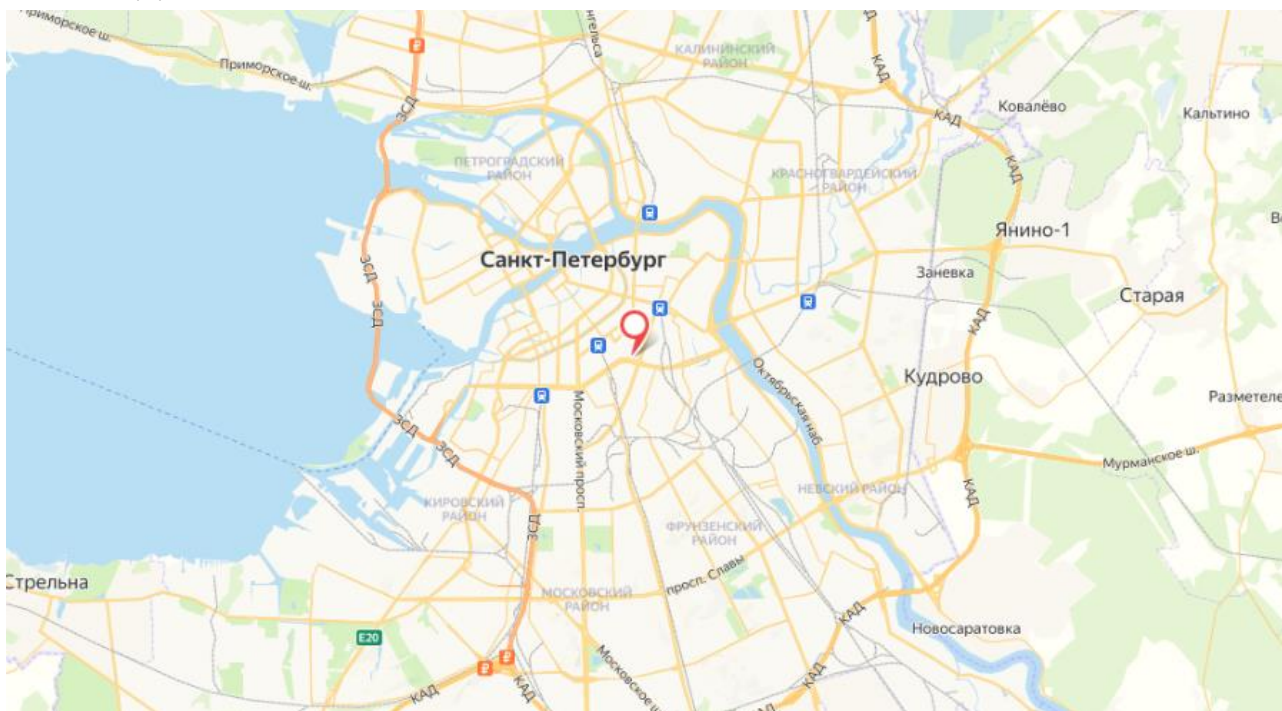 Приморское ш.
Приморское ш.
КАЛИНИНСКИЙ
РАЙОН
КАД
КАД
КАД
Ковалёво
Кальтино
ЗСД
ПЕТРОГРАДСКИЙ
РАЙОН
КРАСНОГВАРДЕЙСКИЙ
РАЙОН
Янино-1
Санкт-Петербург
Заневка
Старая
ЗСД
ЗСД
Кудрово
Октябрьская наб.
Разметеле
Московский просп.
ЗСД
ЗСД
Мурманское ш.
КАД
НЕВСКИЙ РАЙОН
КИРОВСКИЙ
РАЙОН
ЗСД
ФРУНЗЕНСКИЙ
РАЙОН
просп. Славы
Стрельна
МОСКОВСКИЙ
РАЙОН
КАД
Новосаратовка
E20
Московское ш.
КАД
КАД
КАД